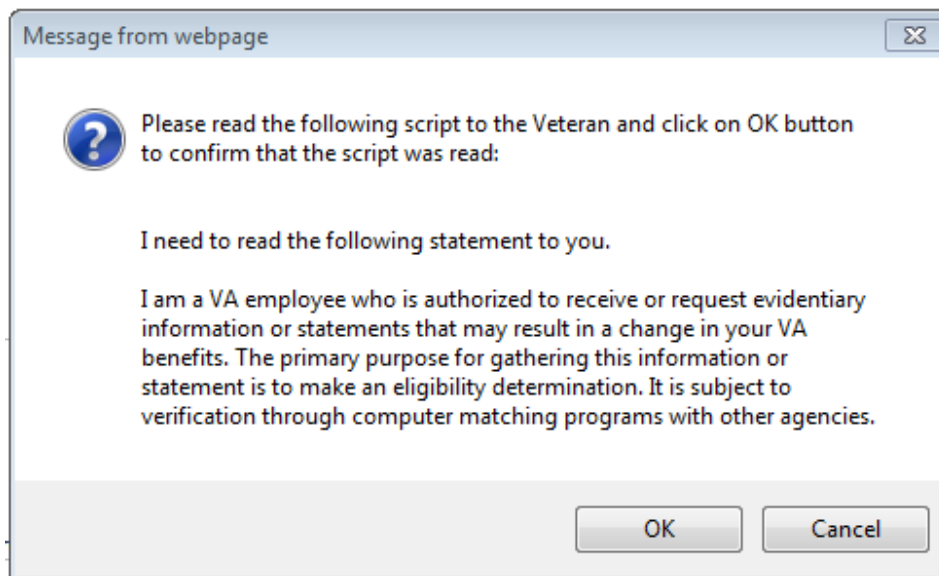 Message from webpage
Please read the following script to the Veteran and click on OK button
to confirm that the script was read:
I need to read the following statement to you.
I am a VA employee who is authorized to receive or request evidentiary
information or statements that may result in a change in your VA
benefits. The primary purpose for gathering this information or
statement is to make an eligibility determination. It is subject to
verification through computer matching programs with other agencies.
OK
Cancel